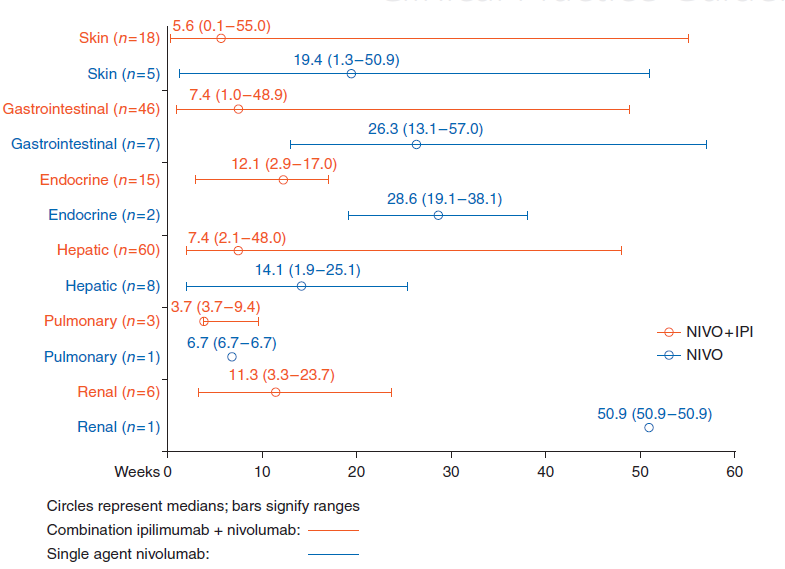 5.6 (0.1–55.0)
Skin (n=18)
19.4 (1.3–50.9)
Skin (n=5)
7.4 (1.0–48.9)
Gastrointestinal (n=46)
26.3 (13.1–57.0)
Gastrointestinal (n=7)
12.1 (2.9–17.0)
Endocrine (n=15)
28.6 (19.1–38.1)
Endocrine (n=2)
7.4 (2.1–48.0)
Hepatic (n=60)
14.1 (1.9–25.1)
Hepatic (n=8)
3.7 (3.7–9.4)
Pulmonary (n=3)
NIVO+IPI
6.7 (6.7–6.7)
Pulmonary (n=1)
NIVO
11.3 (3.3–23.7)
Renal (n=6)
50.9 (50.9–50.9)
Renal (n=1)
Weeks 0 10 20 30 40 50 60
Circles represent medians; bars signify ranges
Combination ipilimumab + nivolumab:
Single agent nivolumab: